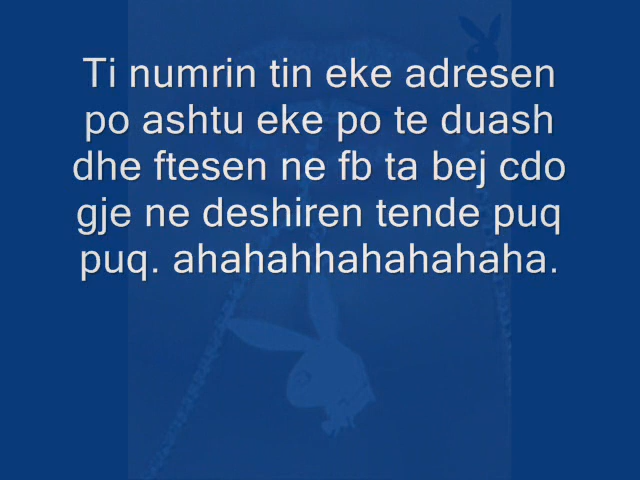 Ti numrin tin eke adresen
po ashtu eke po te duash
dhe ftesen ne fb ta bej cdo
gje ne deshiren tende puq
puq. ahahahhahahahaha.